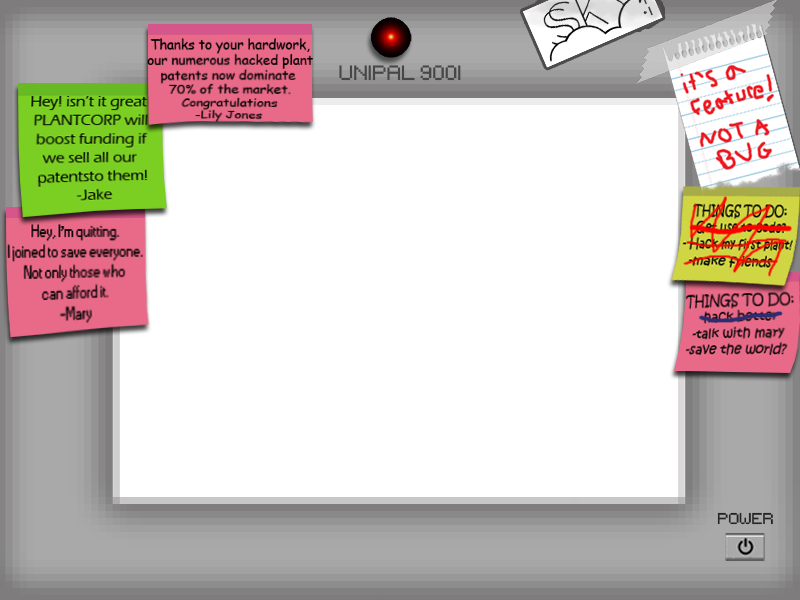 Thanks to your hardwork,
our numerous hacked plant
patents now dominate
70% of the market.
Congratulations
-Lily Jones
UNIPAL 9001
SKY
it's a
feature!
NOT A
BUG
Hey! isn't it great
PLANTCORP will
boost funding if
we sell all our
patentsto them!
-Jake
Hey, I'm quitting.
I joined to save everyone.
Not only those who
can afford it.
-Mary
THINGS TO DO:
-Get use to code?
-Hack my first plant!
-make friends
THINGS TO DO:
-hack better
-talk with mary
-save the world?
POWER